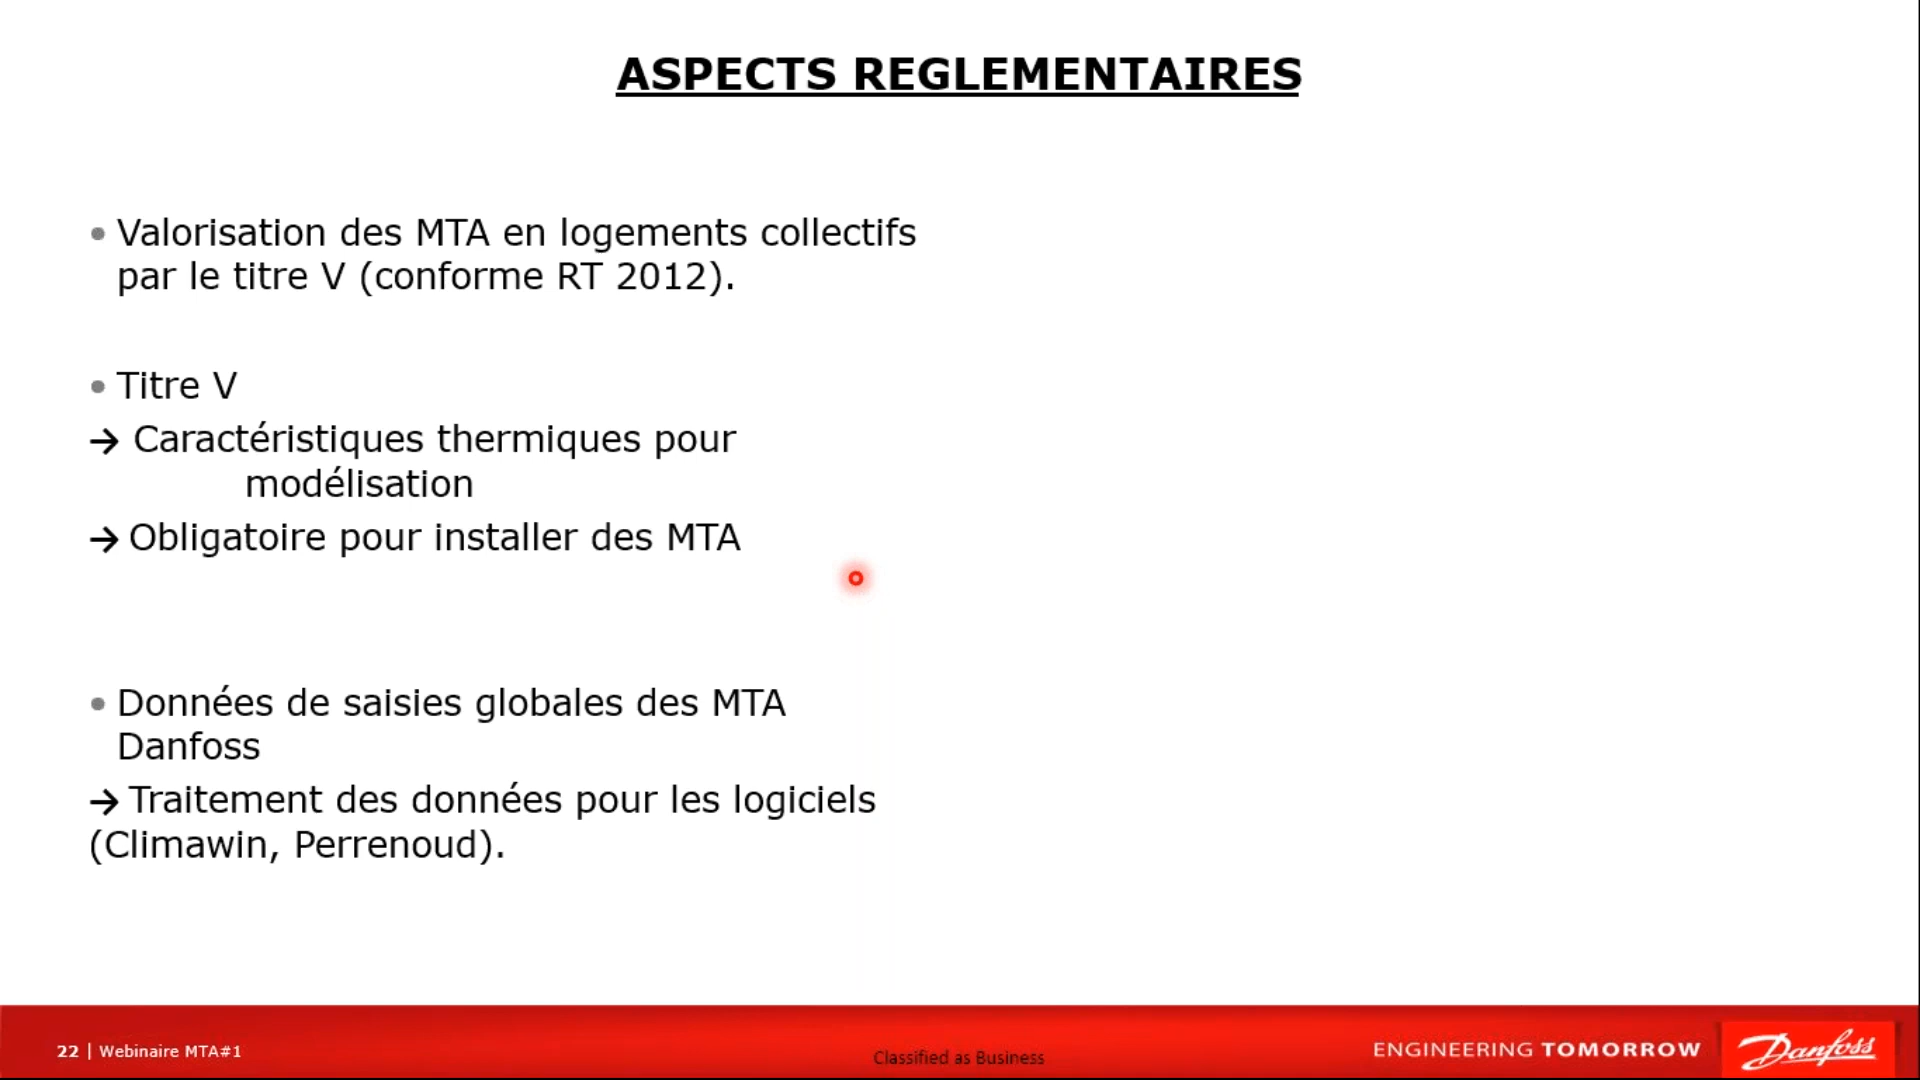 ASPECTS REGLEMENTAIRES
• Valorisation des MTA en logements collectifs
par le titre V (conforme RT 2012).
• Titre V
→ Caractéristiques thermiques pour
modélisation
→ Obligatoire pour installer des MTA
• Données de saisies globales des MTA
Danfoss
→ Traitement des données pour les logiciels
(Climawin, Perrenoud).
22 | Webinaire MTA#1
Classified as Business
ENGINEERING TOMORROW
Danfoss